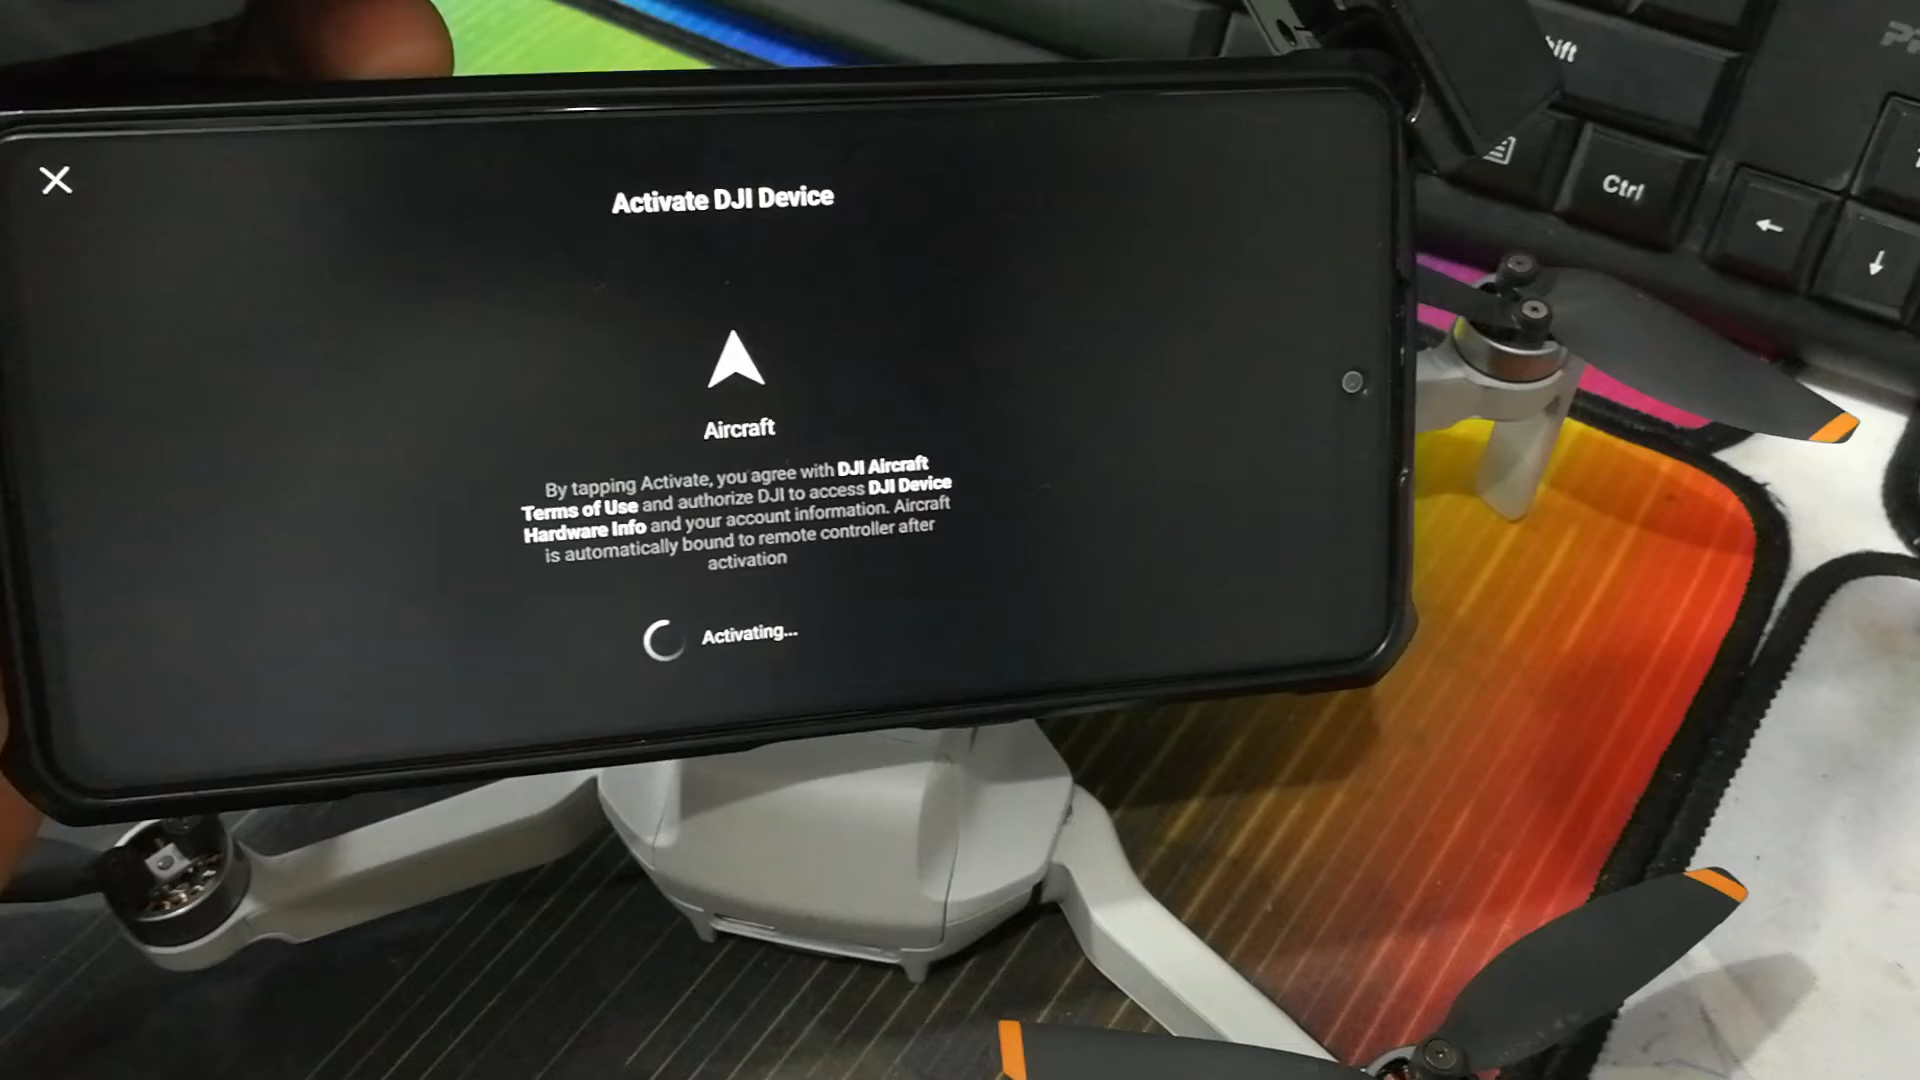 Activate DJI Device
Aircraft
By tapping Activate, you agree with DJI Aircraft
Terms of Use and authorize DJI to access DJI Device
Hardware Info and your account information. Aircraft
is automatically bound to remote controller after
activation
Activating...
Ctrl